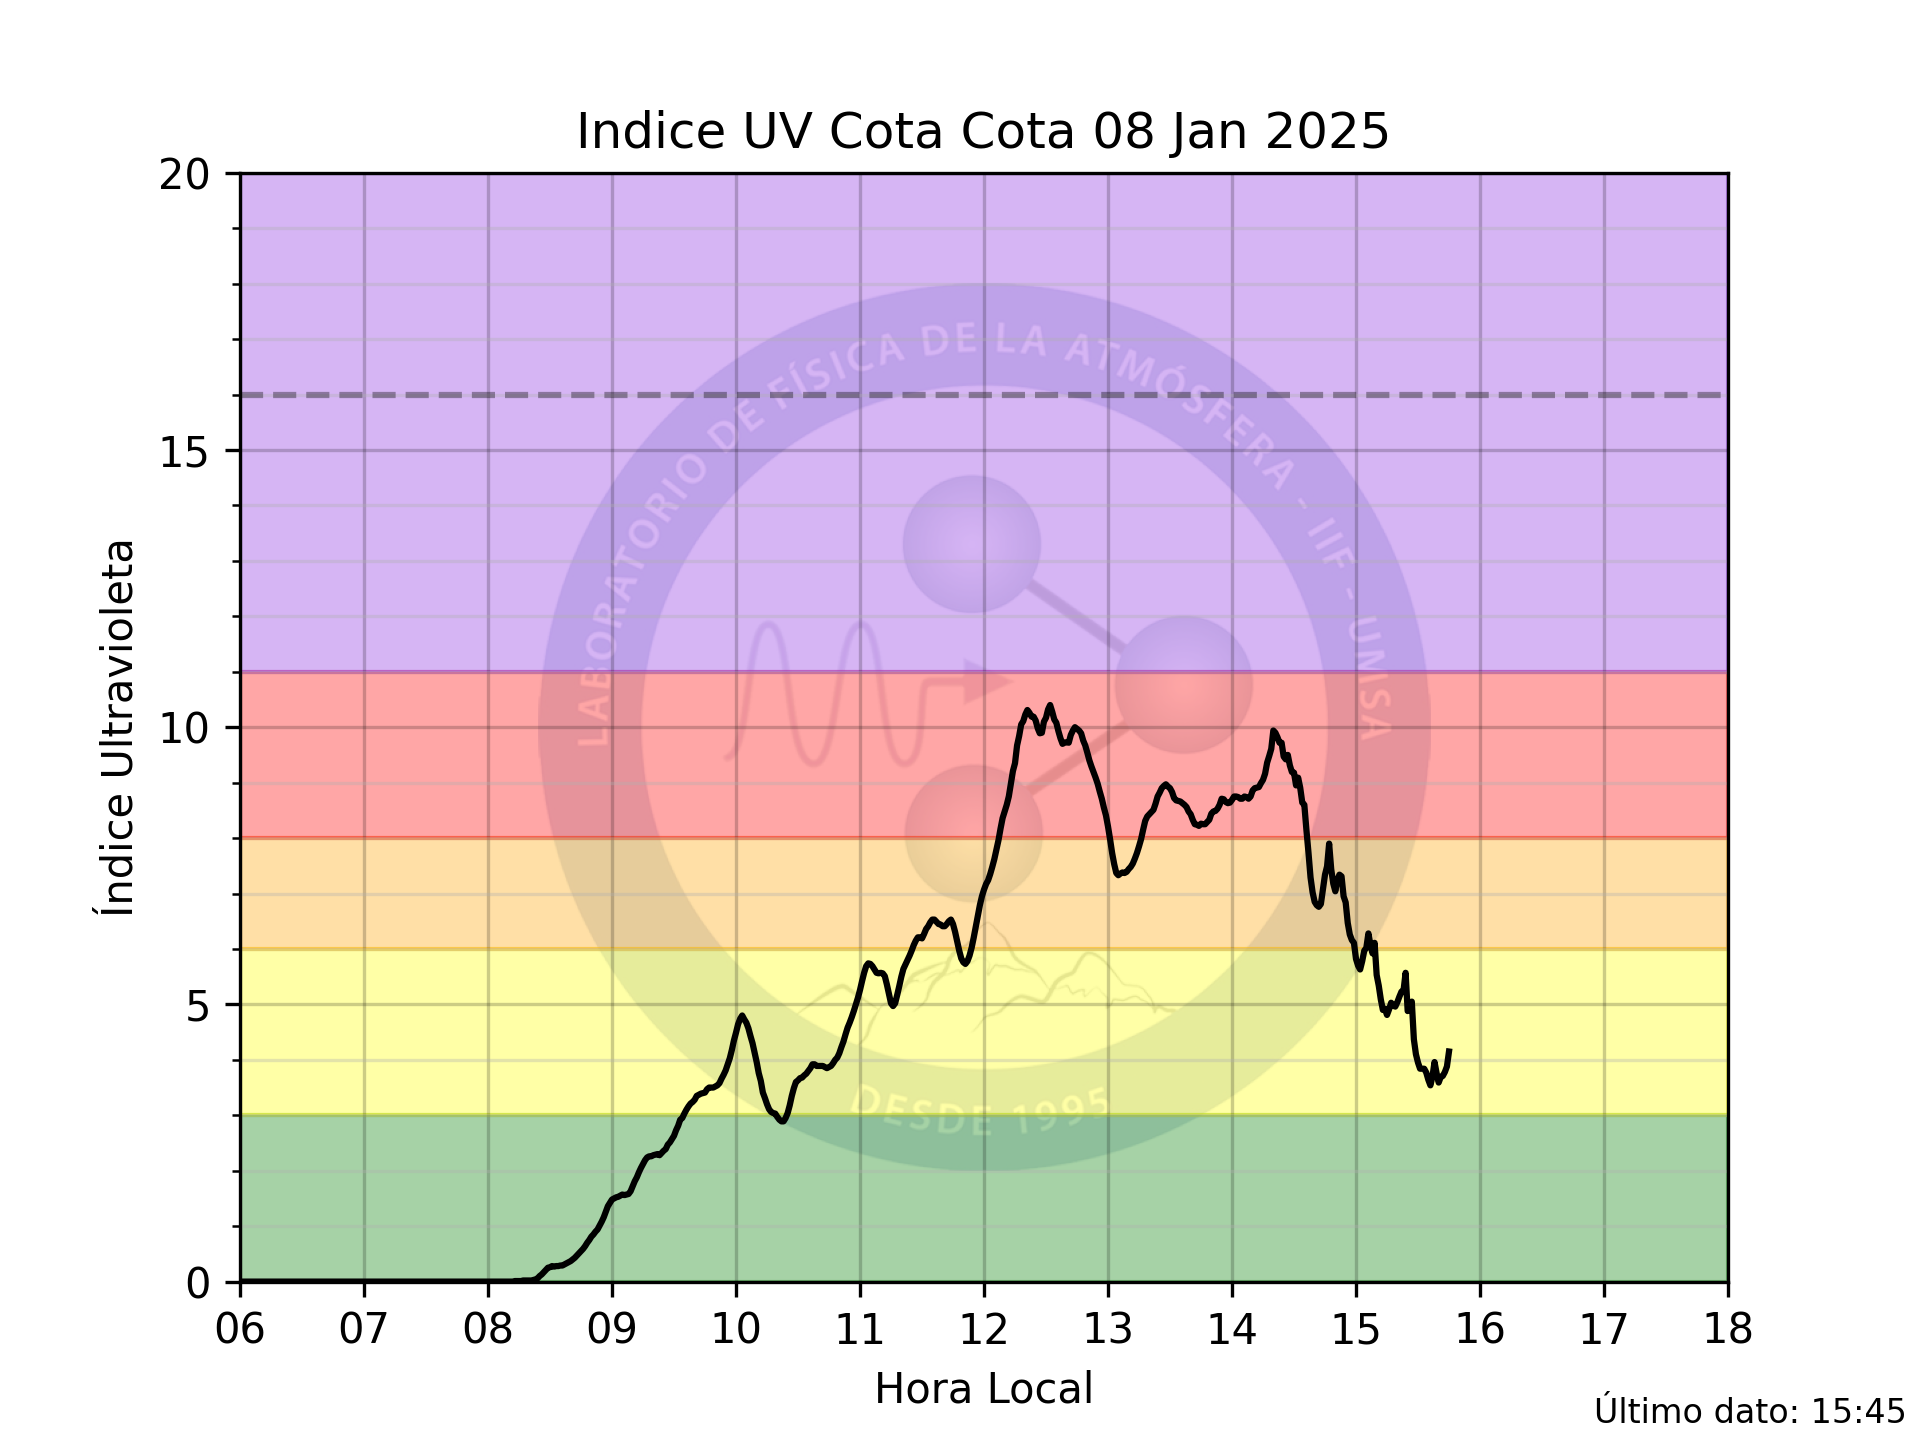 Indice UV Cota Cota 08 Jan 2025
20
15
10
5
0
Índice Ultravioleta
LABORATORIO DE FÍSICA DE LA ATMÓSFERA - IIF - UMSA
DESDE 1995
06 07 08 09 10 11 12 13 14 15 16 17 18
Hora Local
Último dato: 15:45